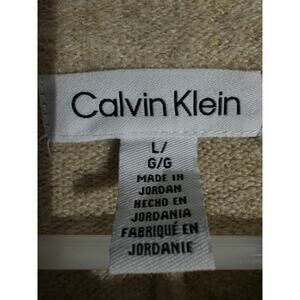 Calvin Klein
L/
G/G
MADE IN
JORDAN
HECHO EN
JORDANIA
FABRIQUÉ EN
JORDANIE